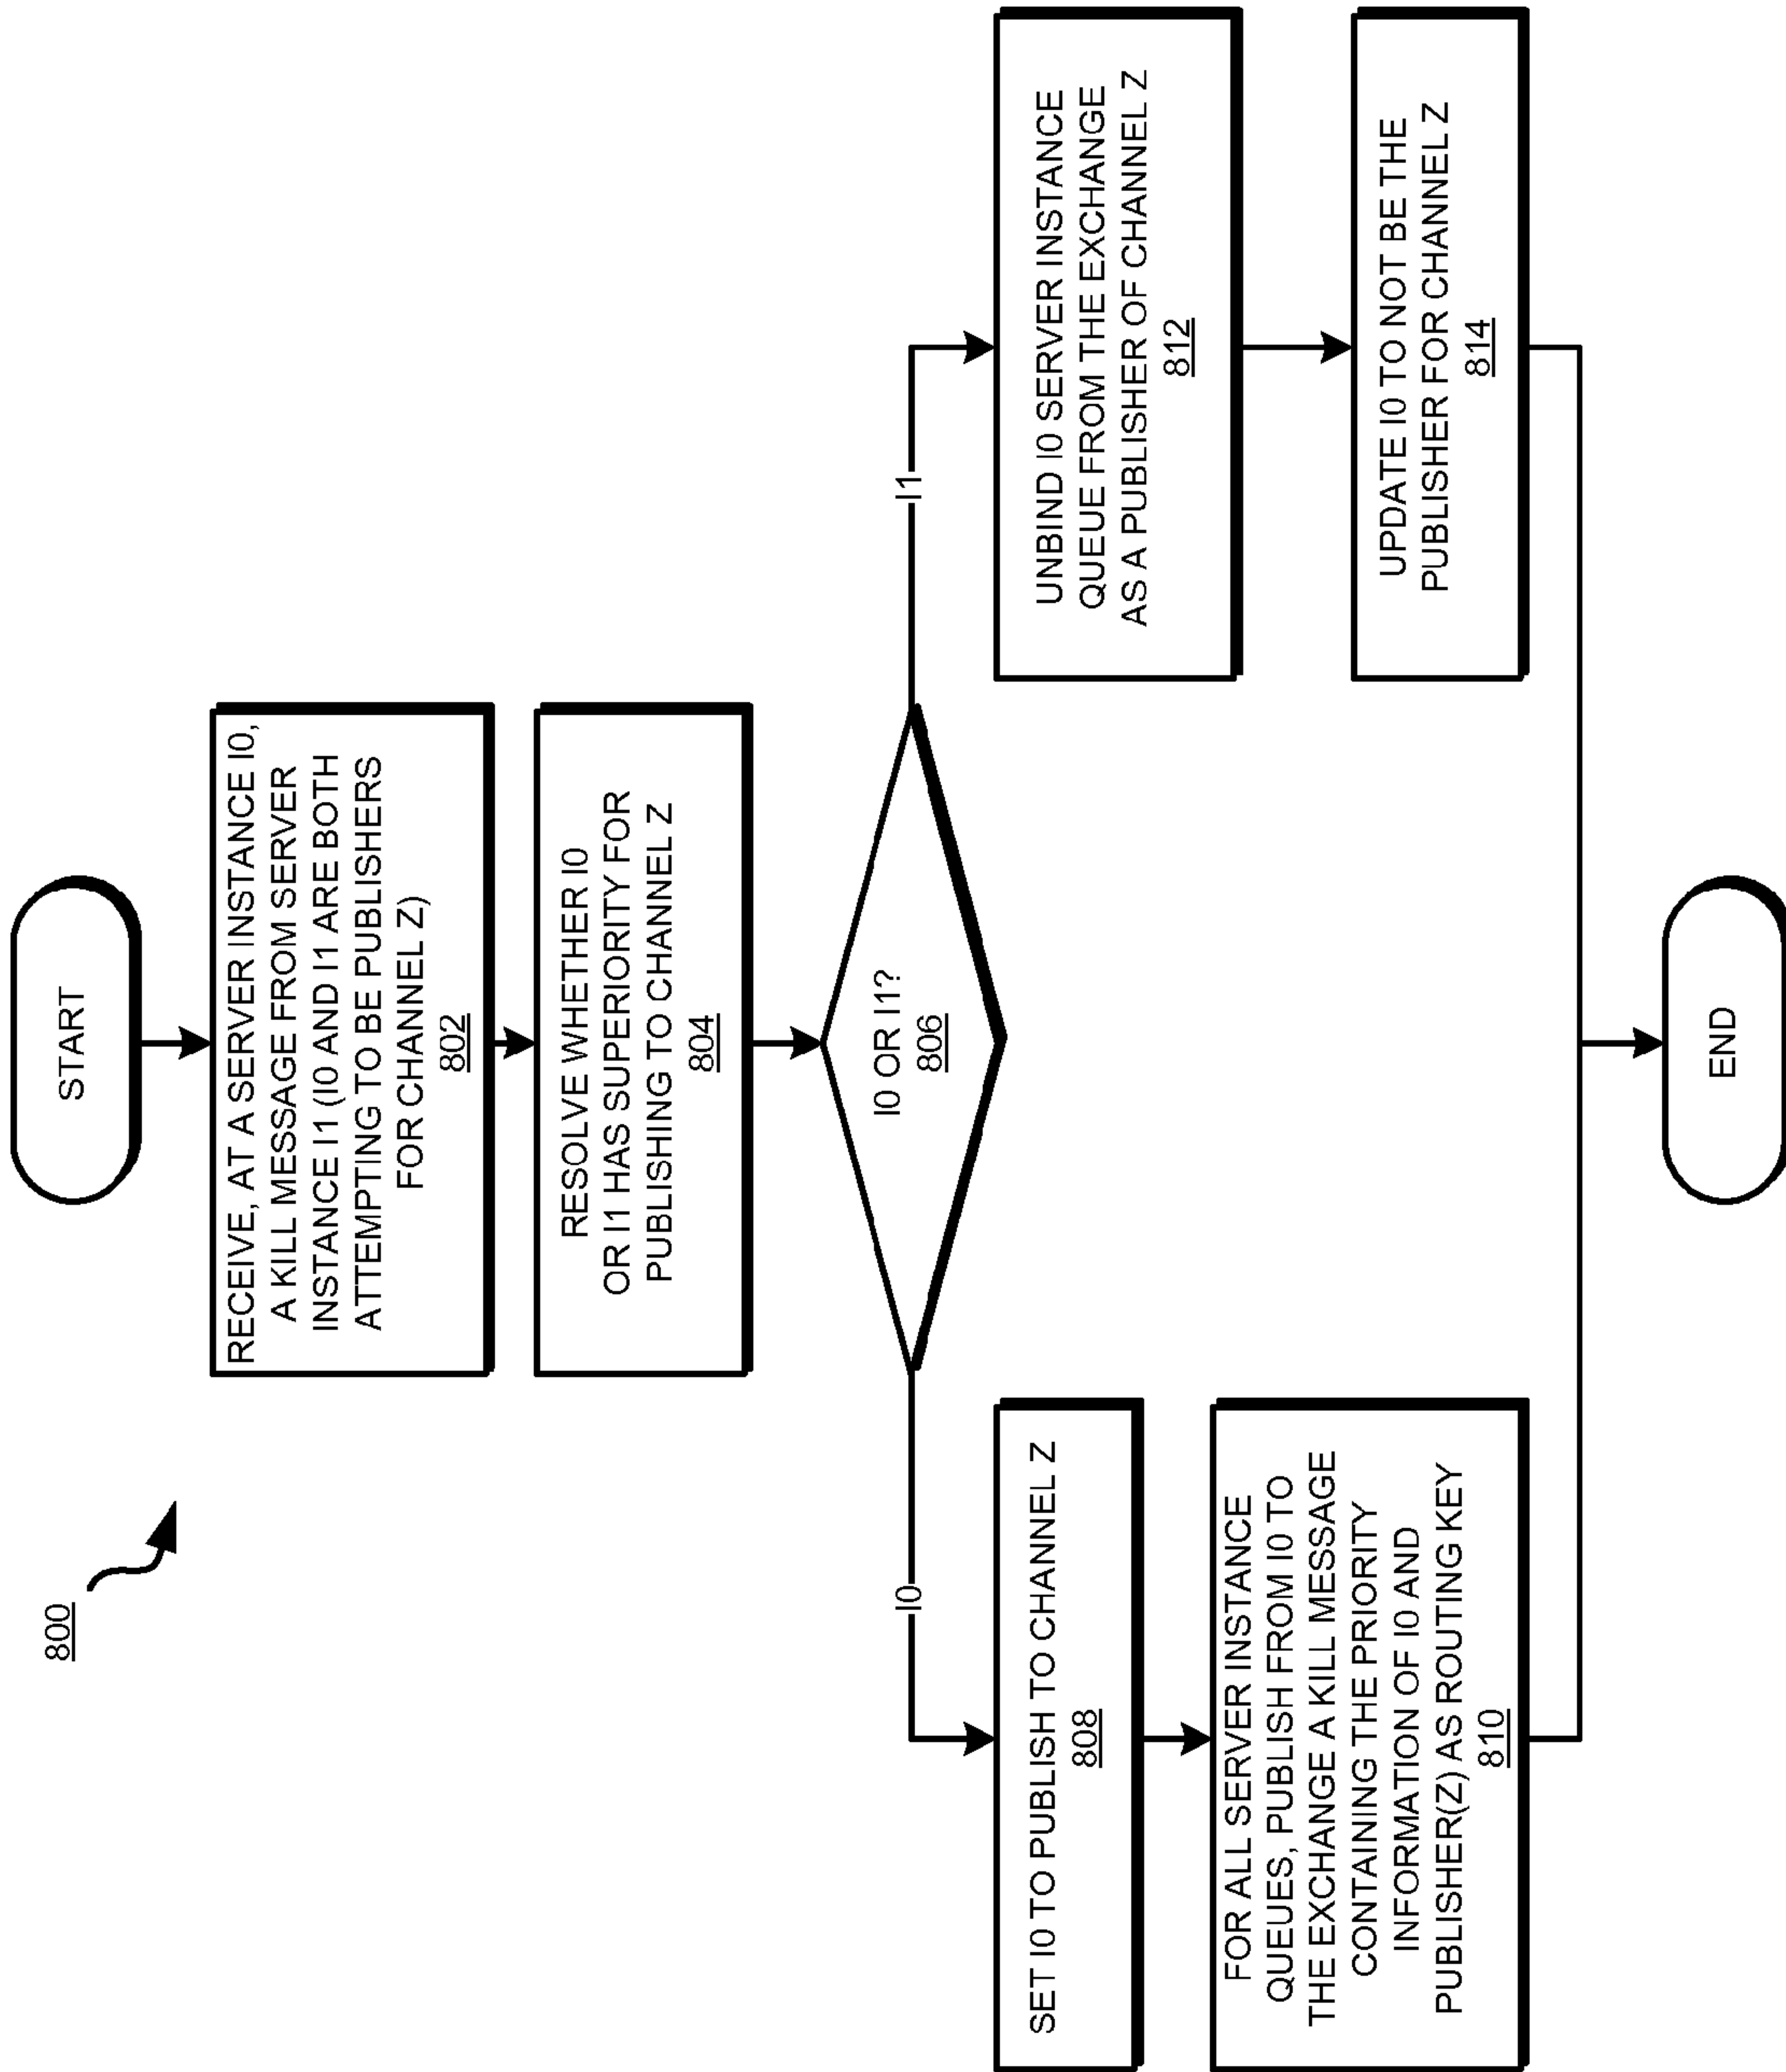 800
START
RECEIVE, AT A SERVER INSTANCE I0,
A KILL MESSAGE FROM SERVER
INSTANCE I1 (I0 AND I1 ARE BOTH
ATTEMPTING TO BE PUBLISHERS
FOR CHANNEL Z)
802
RESOLVE WHETHER I0
OR I1 HAS SUPERIORITY FOR
PUBLISHING TO CHANNEL Z
804
I0 OR I1?
806
I0
SET I0 TO PUBLISH TO CHANNEL Z
808
FOR ALL SERVER INSTANCE
QUEUES, PUBLISH FROM I0 TO
THE EXCHANGE A KILL MESSAGE
CONTAINING THE PRIORITY
INFORMATION OF I0 AND
PUBLISHER(Z) AS ROUTING KEY
810
I1
UNBIND I0 SERVER INSTANCE
QUEUE FROM THE EXCHANGE
AS A PUBLISHER OF CHANNEL Z
812
UPDATE I0 TO NOT BE THE
PUBLISHER FOR CHANNEL Z
814
END